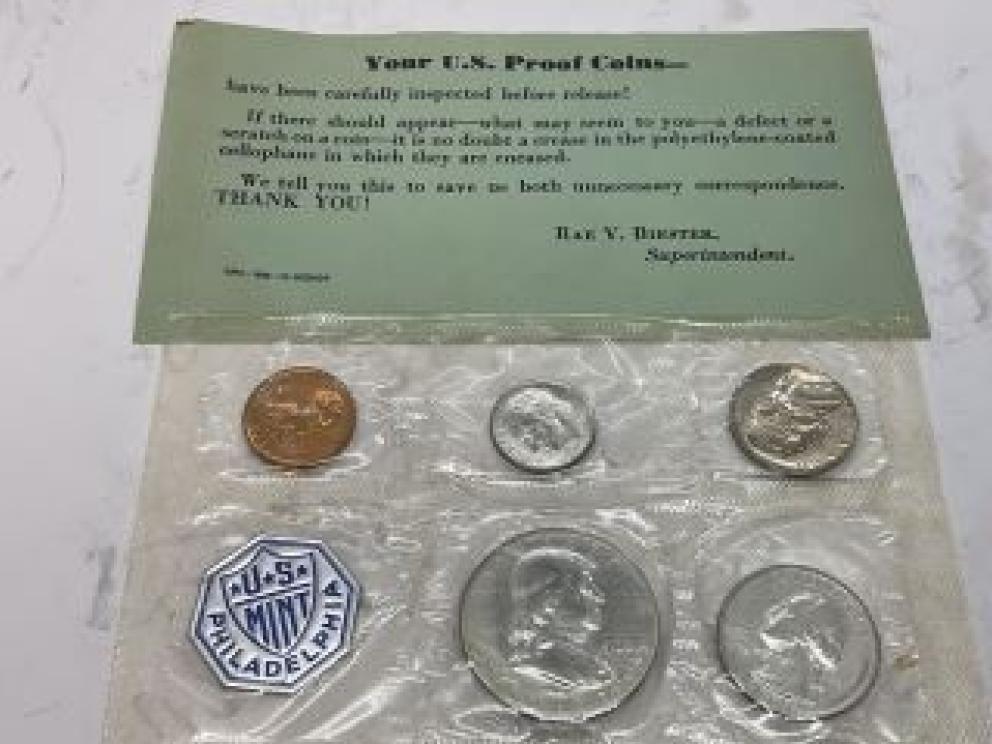 Your U.S. Proof Coins—
have been carefully inspected before release!
If there should appear—what may seem to you—a defect or a
scratch on a coin—it is no doubt a crease in the polyethylene-coated
cellophane in which they are encased.
We tell you this to save us both unnecessary correspondence.
THANK YOU!
RAE V. BIESTER,
Superintendent.
U★S★
MINT
PHILADELPHIA